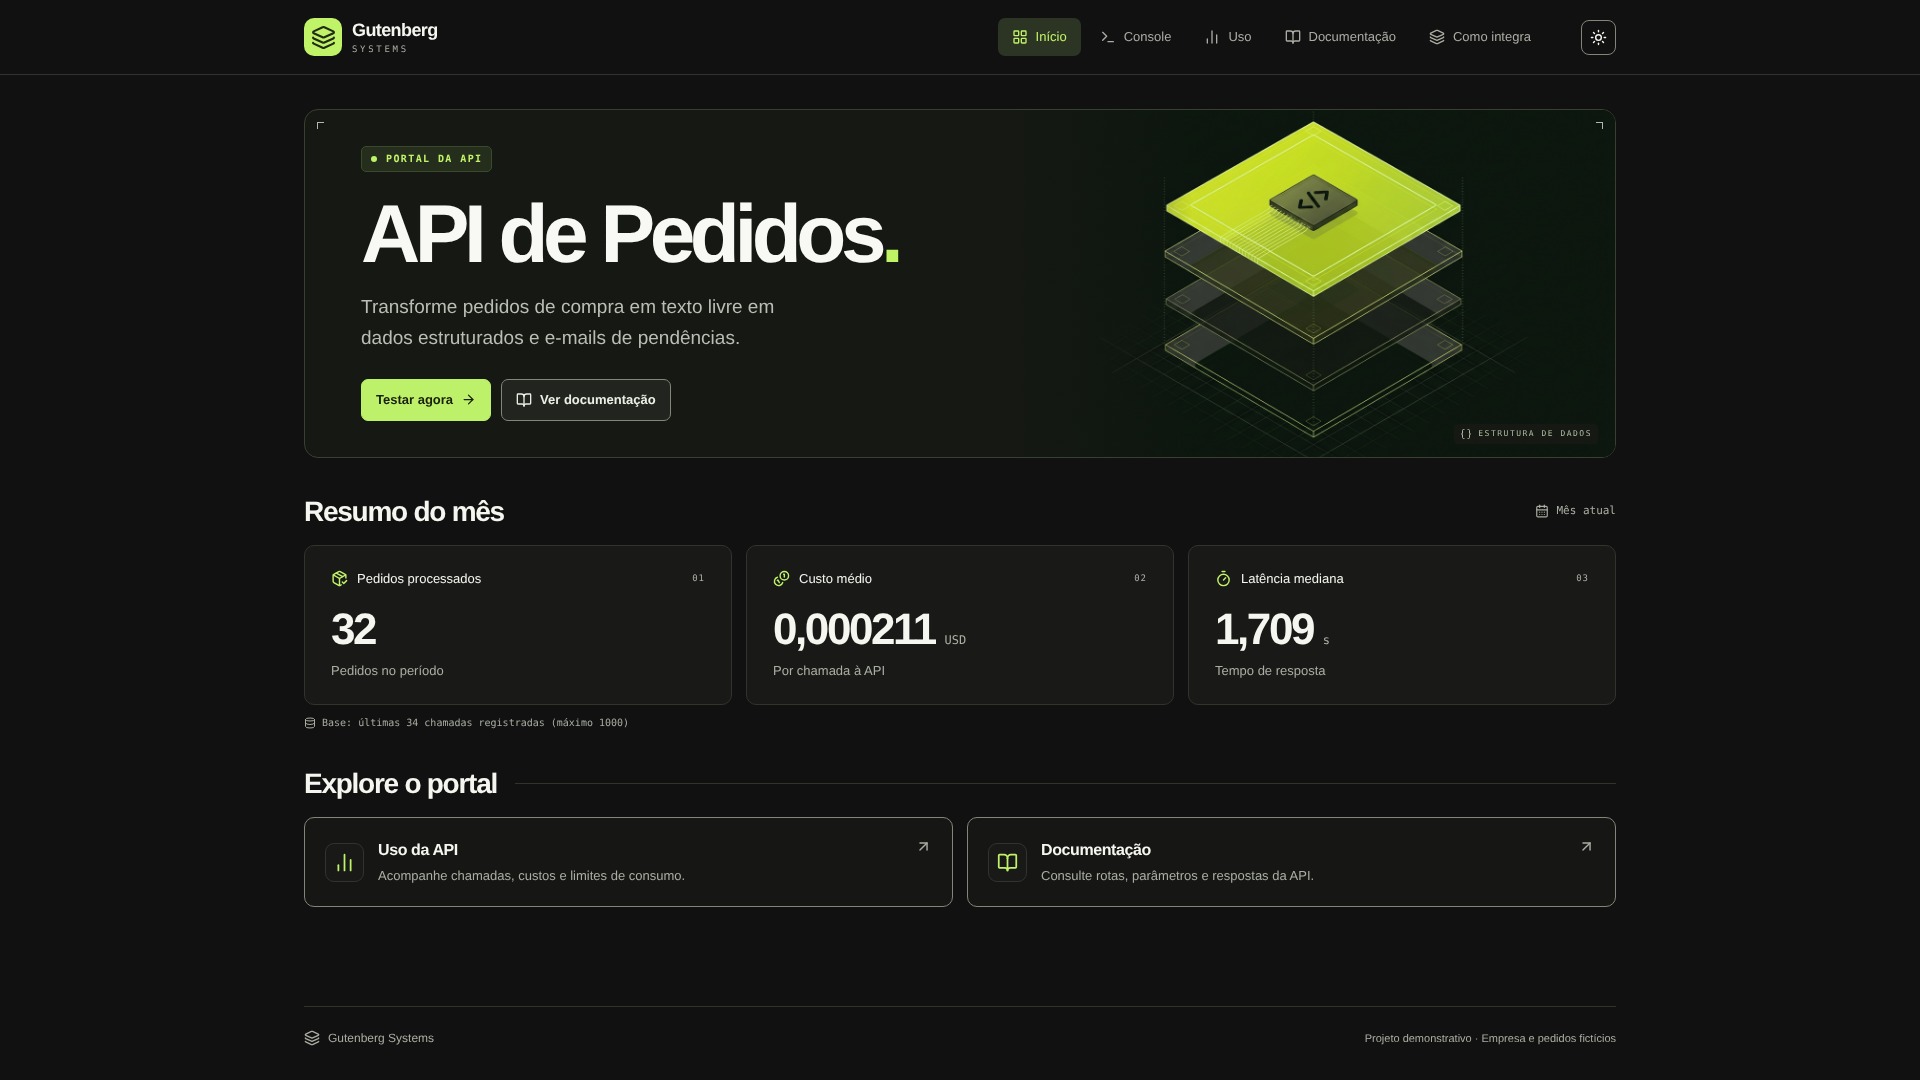 Gutenberg
SYSTEMS
Início
Console
Uso
Documentação
Como integra
PORTAL DA API
API de Pedidos.
Transforme pedidos de compra em texto livre em
dados estruturados e e-mails de pendências.
Testar agora
Ver documentação
</>
{} ESTRUTURA DE DADOS
Resumo do mês
Mês atual
Pedidos processados
01
32
Pedidos no período
Custo médio
02
0,000211 USD
Por chamada à API
Latência mediana
03
1,709 s
Tempo de resposta
Base: últimas 34 chamadas registradas (máximo 1000)
Explore o portal
Uso da API
Acompanhe chamadas, custos e limites de consumo.
Documentação
Consulte rotas, parâmetros e respostas da API.
Gutenberg Systems
Projeto demonstrativo · Empresa e pedidos fictícios